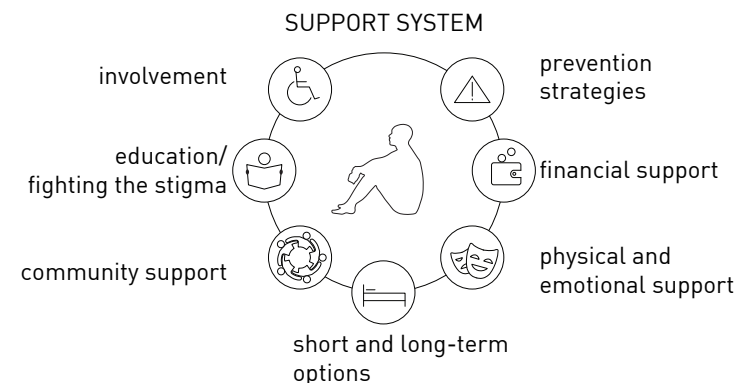 SUPPORT SYSTEM
involvement
prevention
strategies
education/
fighting the stigma
financial support
community support
physical and
emotional support
short and long-term
options